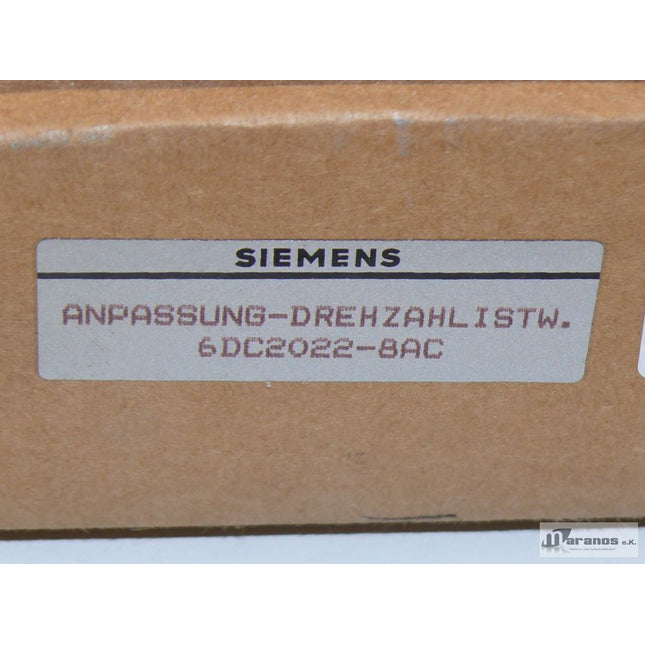 SIEMENS
ANPASSUNG-DREHZAHLISTW.
6DC2022-8AC
Maranos e.K.